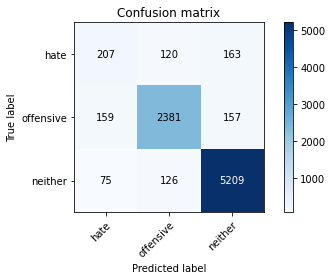 Confusion matrix
True label
hate 207 120 163
offensive 159 2381 157
neither 75 126 5209
hate offensive neither
Predicted label
5000
4000
3000
2000
1000